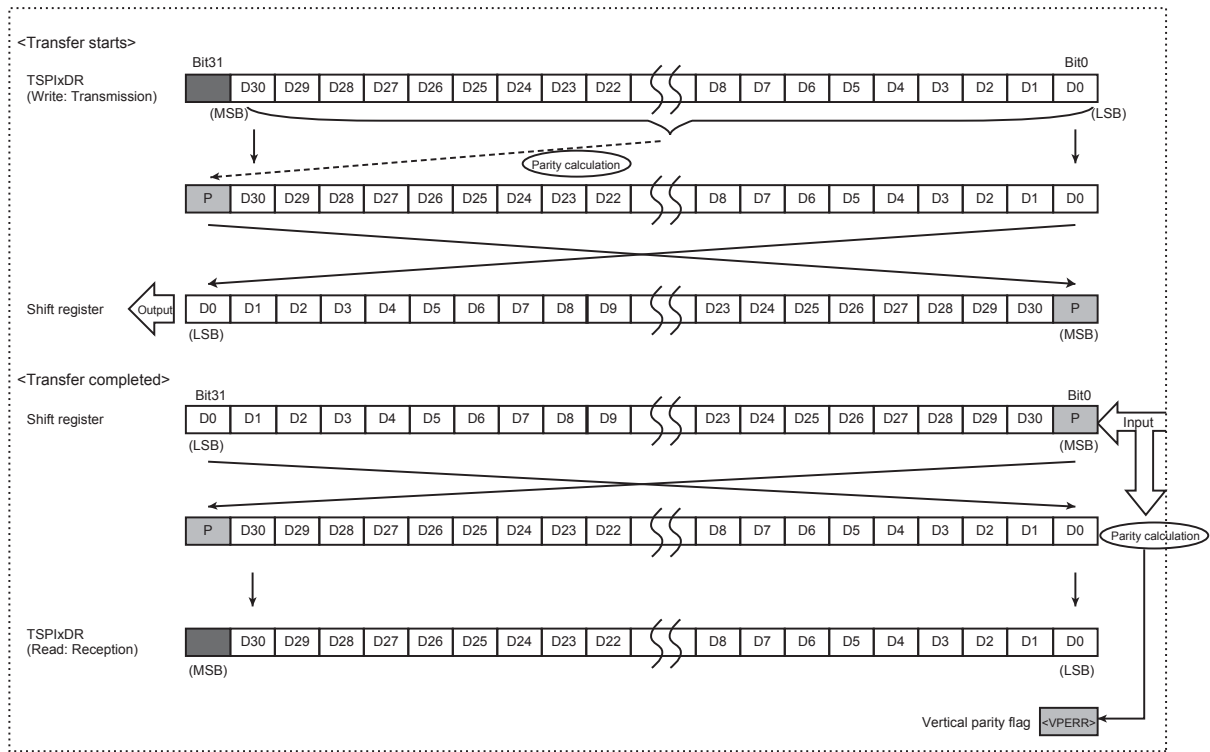 <Transfer starts>
Bit31 Bit0
TSPIxDR
(Write: Transmission)
D30 D29 D28 D27 D26 D25 D24 D23 D22 D8 D7 D6 D5 D4 D3 D2 D1 D0
(MSB) (LSB)
Parity calculation
P D30 D29 D28 D27 D26 D25 D24 D23 D22 D8 D7 D6 D5 D4 D3 D2 D1 D0
Shift register Output D0 D1 D2 D3 D4 D5 D6 D7 D8 D9 D23 D24 D25 D26 D27 D28 D29 D30 P
(LSB) (MSB)
<Transfer completed>
Bit31 Bit0
Shift register D0 D1 D2 D3 D4 D5 D6 D7 D8 D9 D23 D24 D25 D26 D27 D28 D29 D30 P Input
(LSB) (MSB)
P D30 D29 D28 D27 D26 D25 D24 D23 D22 D8 D7 D6 D5 D4 D3 D2 D1 D0 Parity calculation
TSPIxDR
(Read: Reception)
D30 D29 D28 D27 D26 D25 D24 D23 D22 D8 D7 D6 D5 D4 D3 D2 D1 D0
(MSB) (LSB)
Vertical parity flag <VPERR>